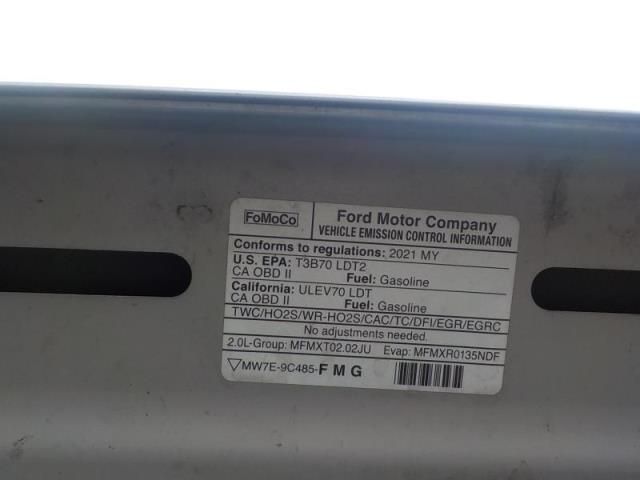 FoMoCo
Ford Motor Company
VEHICLE EMISSION CONTROL INFORMATION
Conforms to regulations: 2021 MY
U.S. EPA: T3B70 LDT2
CA OBD II Fuel: Gasoline
California: ULEV70 LDT
CA OBD II Fuel: Gasoline
TWC/HO2S/WR-HO2S/CAC/TC/DFI/EGR/EGRC
No adjustments needed.
2.0L-Group: MFMXT02.02JU Evap: MFMXR0135NDF
MW7E-9C485-F M G